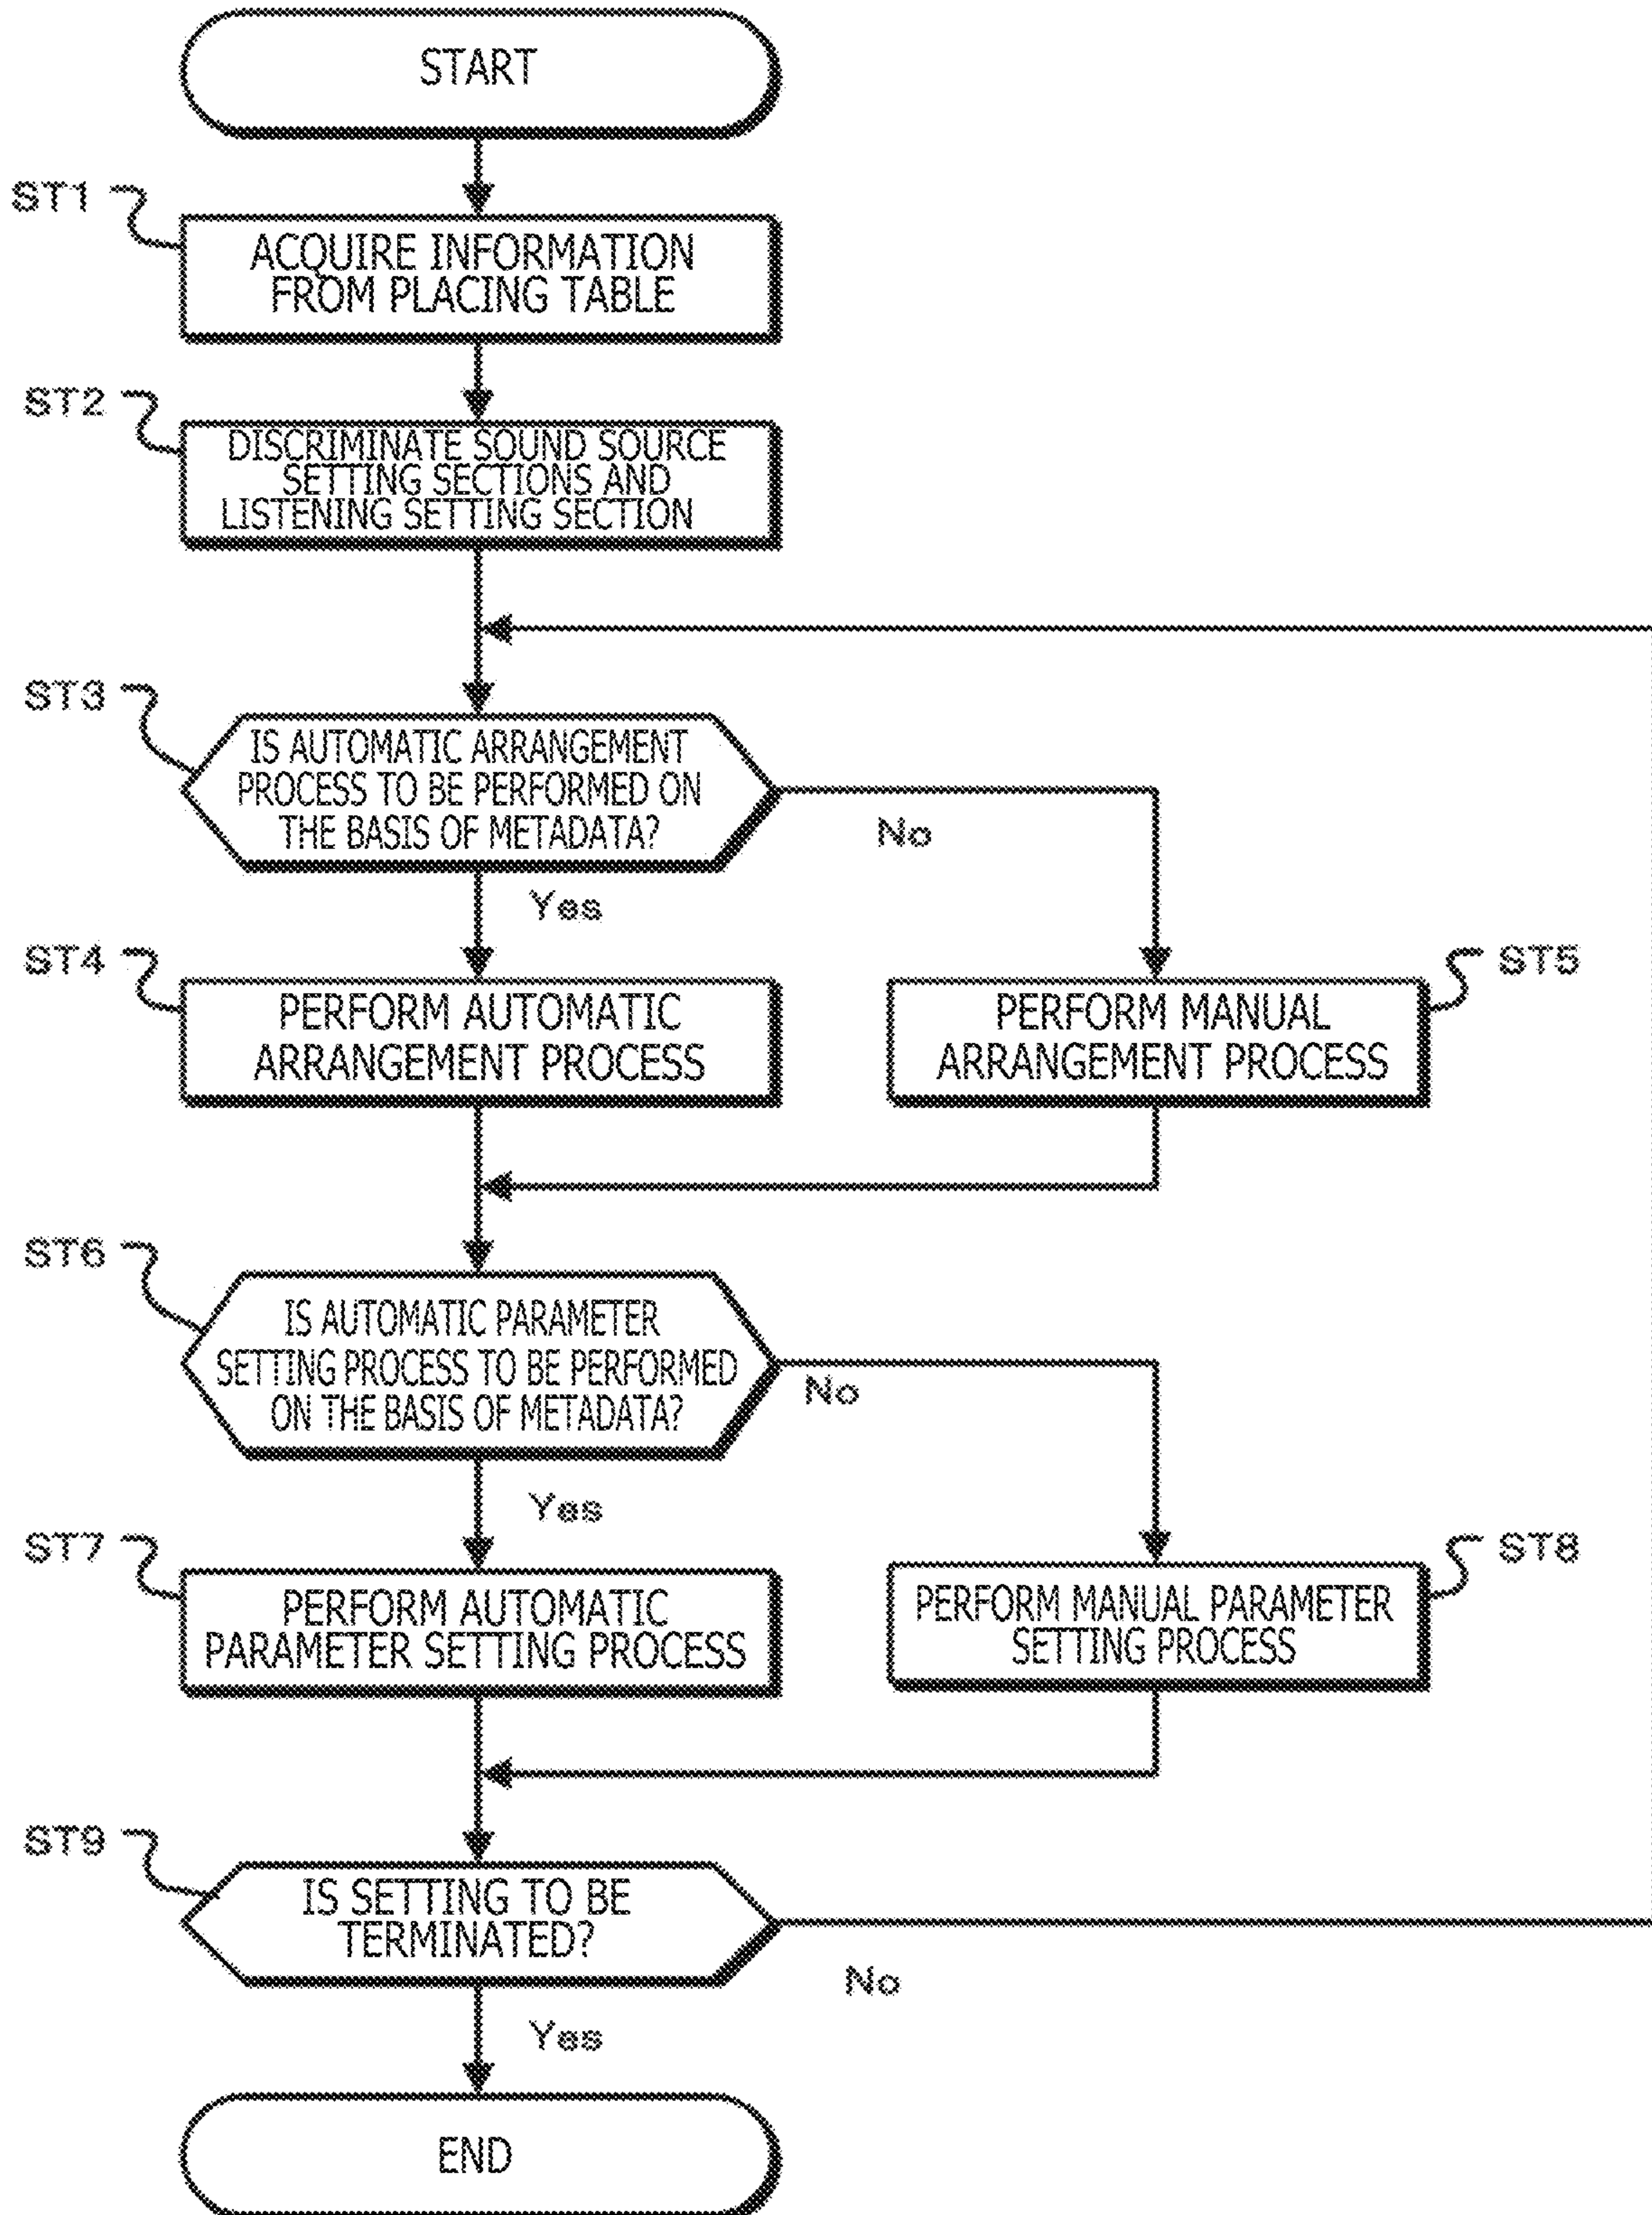 START
ST1
ACQUIRE INFORMATION
FROM PLACING TABLE
ST2
DISCRIMINATE SOUND SOURCE
SETTING SECTIONS AND
LISTENING SETTING SECTION
ST3
IS AUTOMATIC ARRANGEMENT
PROCESS TO BE PERFORMED ON
THE BASIS OF METADATA?
No
Yes
ST4
PERFORM AUTOMATIC
ARRANGEMENT PROCESS
PERFORM MANUAL
ARRANGEMENT PROCESS
ST5
ST6
IS AUTOMATIC PARAMETER
SETTING PROCESS TO BE PERFORMED
ON THE BASIS OF METADATA?
No
Yes
ST7
PERFORM AUTOMATIC
PARAMETER SETTING PROCESS
PERFORM MANUAL PARAMETER
SETTING PROCESS
ST8
ST9
IS SETTING TO BE
TERMINATED?
No
Yes
END